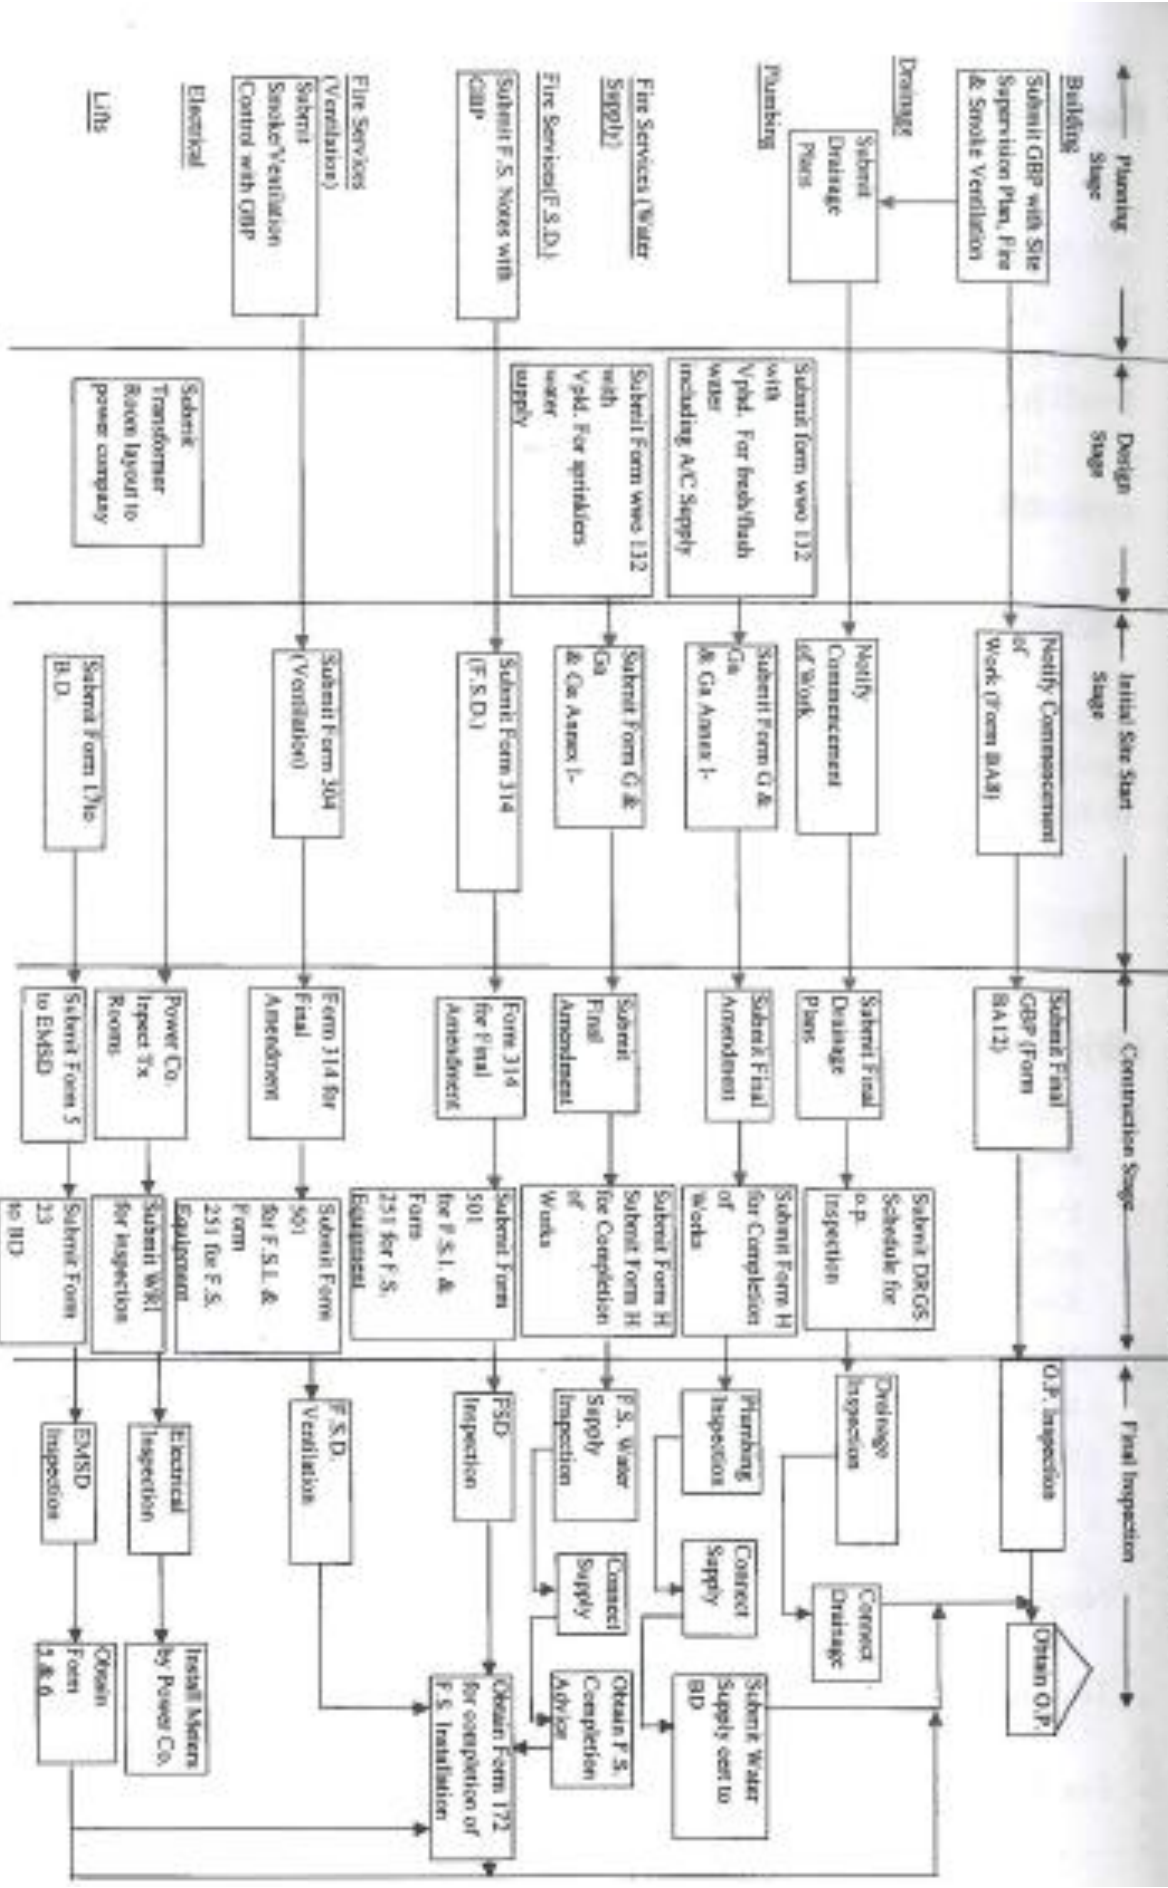 Planning
Stage
Design
Stage
Initial Site Start
Stage
Construction Stage
Final Inspection
Building
Submit GBP with Site
Supervision Plan, Fire
& Smoke Ventilation
Notify Commencement
of
Work (Form BA8)
Submit Final
GBP (Form
BA12)
O.P. Inspection
Obtain O.P.
Drainage
Submit
Drainage
Plans
Notify
Commencement
of Work
Submit Final
Drainage
Plans
Submit DRGS
o.p.
Schedule for
Inspection
Drainage
Inspection
Connect
Drainage
Plumbing
Submit form wwo 132
with
Vphd. For fresh/flush
water
including A/C Supply
Submit Form G &
Ga
& Ga Annex I-
Submit Final
Amendment
Submit Form H
for Completion
of
Works
Plumbing
Inspection
Connect
Supply
Submit Water
Supply cert to
BD
Fire Services (Water
Supply)
Submit Form wwo 132
with
Vpld. For sprinklers
water
supply
Submit Form G &
Ga
& Ga Annex I-
Submit
Final
Amendment
Submit Form H
Submit Form H
for Completion
of
Works
F.S. Water
Supply
Inspection
Connect
Supply
Obtain F.S.
Completion
Advice
Fire Services(F.S.D.)
Submit F.S. Notes with
GBP
Submit Form 314
(F.S.D.)
Form 314
for Final
Amendment
Submit Form
501
for F.S.I. &
Form
251 for F.S.
Equipment
FSD
Inspection
Obtain Form 172
for completion of
F.S. Installation
Fire Services
(Ventilation)
Submit
Smoke/Ventilation
Control with GBP
Submit Form 304
(Ventilation)
Form 314 for
Final
Amendment
Submit Form
501
for F.S.I. &
Form
251 for F.S.
Equipment
F.S.D.
Ventilation
Electrical
Submit
Transformer
Room layout to
power company
Power Co.
Inpect Tx
Rooms
Submit WRI
for inspection
Electrical
Inspection
Install Meters
by Power Co.
Lifts
Submit Form 17to
B.D.
Submit Form 5
to EMSD
Submit Form
23
to BD
EMSD
Inspection
Obtain
Form
5 & 6